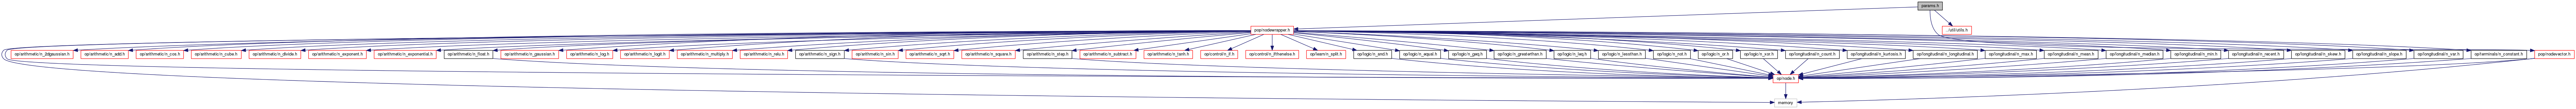 params.h
pop/nodewrapper.h
../util/utils.h
op/arithmetic/n_2dgaussian.h
op/arithmetic/n_add.h
op/arithmetic/n_cos.h
op/arithmetic/n_cube.h
op/arithmetic/n_divide.h
op/arithmetic/n_exponent.h
op/arithmetic/n_exponential.h
op/arithmetic/n_float.h
op/arithmetic/n_gaussian.h
op/arithmetic/n_log.h
op/arithmetic/n_logit.h
op/arithmetic/n_multiply.h
op/arithmetic/n_relu.h
op/arithmetic/n_sign.h
op/arithmetic/n_sin.h
op/arithmetic/n_sqrt.h
op/arithmetic/n_square.h
op/arithmetic/n_step.h
op/arithmetic/n_subtract.h
op/arithmetic/n_tanh.h
op/control/n_if.h
op/control/n_ifthenelse.h
op/learn/n_split.h
op/logic/n_and.h
op/logic/n_equal.h
op/logic/n_geq.h
op/logic/n_greaterthan.h
op/logic/n_leq.h
op/logic/n_lessthan.h
op/logic/n_not.h
op/logic/n_or.h
op/logic/n_xor.h
op/longitudinal/n_count.h
op/longitudinal/n_kurtosis.h
op/longitudinal/n_longitudinal.h
op/longitudinal/n_max.h
op/longitudinal/n_mean.h
op/longitudinal/n_median.h
op/longitudinal/n_min.h
op/longitudinal/n_recent.h
op/longitudinal/n_skew.h
op/longitudinal/n_slope.h
op/longitudinal/n_var.h
op/terminals/n_constant.h
pop/nodevector.h
op/node.h
memory